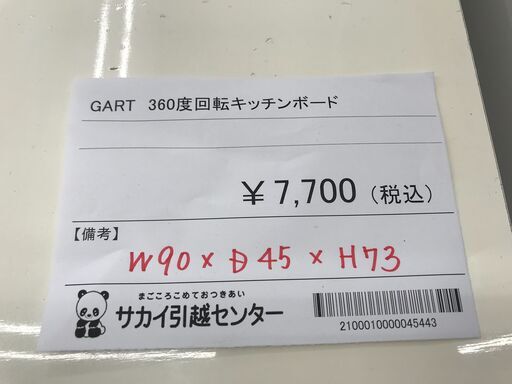 GART 360度回転キッチンボード
￥7,700（税込）
【備考】
W90×D45×H73
まごころこめておつきあい
サカイ引越センター
2100010000045443